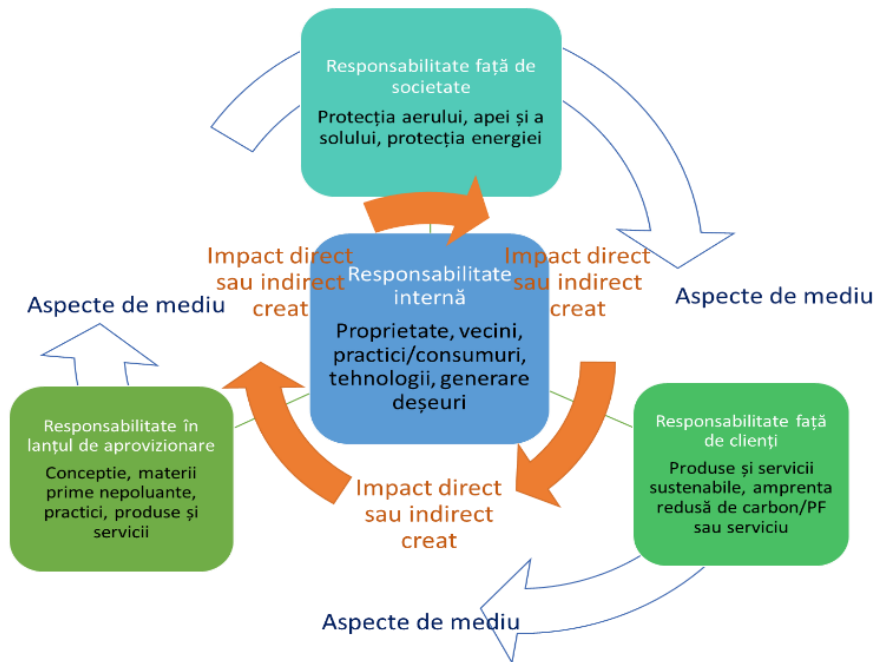 Responsabilitate față de
societate
Protecția aerului, apei și a
solului, protecția energiei
Impact direct
sau indirect
creat
Responsabilitate
internă
Proprietate, vecini,
practici/consumuri,
tehnologii, generare
deșeuri
Impact direct
sau indirect
creat
Aspecte de mediu
Aspecte de mediu
Responsabilitate în
lanțul de aprovizionare
Conceptie, materii
prime nepoluante,
practici, produse și
servicii
Responsabilitate față
de clienți
Produse și servicii
sustenabile, amprenta
redusă de carbon/PF
sau serviciu
Impact direct
sau indirect
creat
Aspecte de mediu